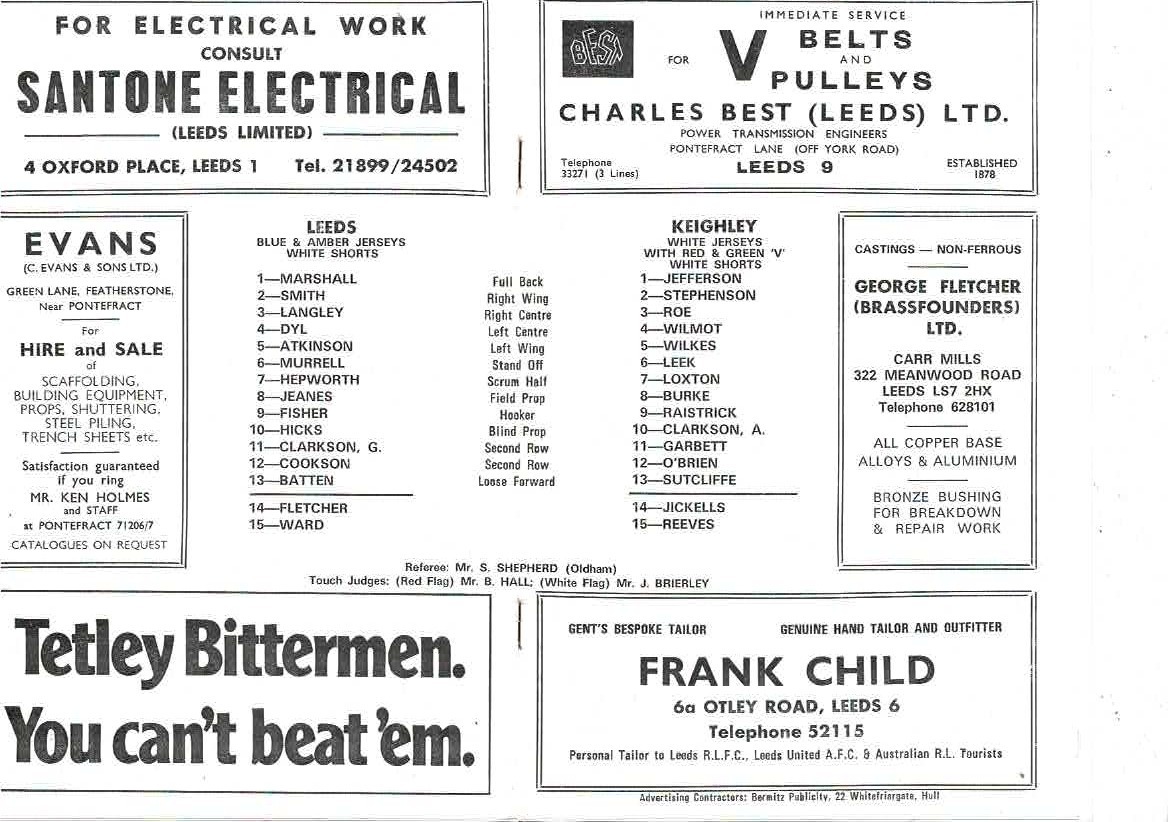 FOR ELECTRICAL WORK
CONSULT
SANTONE ELECTRICAL
(LEEDS LIMITED)
4 OXFORD PLACE, LEEDS 1 Tel. 21899/24502
BEST
IMMEDIATE SERVICE
FOR V BELTS
AND
PULLEYS
CHARLES BEST (LEEDS) LTD.
POWER TRANSMISSION ENGINEERS
PONTEFRACT LANE (OFF YORK ROAD)
Telephone
33271 (3 Lines)
LEEDS 9
ESTABLISHED
1878
EVANS
(C. EVANS & SONS LTD.)
GREEN LANE, FEATHERSTONE,
Near PONTEFRACT
For
HIRE and SALE
of
SCAFFOLDING,
BUILDING EQUIPMENT,
PROPS, SHUTTERING,
STEEL PILING,
TRENCH SHEETS etc.
Satisfaction guaranteed
if you ring
MR. KEN HOLMES
and STAFF
at PONTEFRACT 71206/7
CATALOGUES ON REQUEST
LEEDS
BLUE & AMBER JERSEYS
WHITE SHORTS
KEIGHLEY
WHITE JERSEYS
WITH RED & GREEN 'V'
WHITE SHORTS
1—MARSHALL Full Back 1—JEFFERSON
2—SMITH Right Wing 2—STEPHENSON
3—LANGLEY Right Centre 3—ROE
4—DYL Left Centre 4—WILMOT
5—ATKINSON Left Wing 5—WILKES
6—MURRELL Stand Off 6—LEEK
7—HEPWORTH Scrum Half 7—LOXTON
8—JEANES Field Prop 8—BURKE
9—FISHER Hooker 9—RAISTRICK
10—HICKS Blind Prop 10—CLARKSON, A.
11—CLARKSON, G. Second Row 11—GARBETT
12—COOKSON Second Row 12—O'BRIEN
13—BATTEN Loose Forward 13—SUTCLIFFE
14—FLETCHER 14—JICKELLS
15—WARD 15—REEVES
Referee: Mr. S. SHEPHERD (Oldham)
Touch Judges: (Red Flag) Mr. B. HALL; (White Flag) Mr. J. BRIERLEY
CASTINGS — NON-FERROUS
GEORGE FLETCHER
(BRASSFOUNDERS)
LTD.
CARR MILLS
322 MEANWOOD ROAD
LEEDS LS7 2HX
Telephone 628101
ALL COPPER BASE
ALLOYS & ALUMINIUM
BRONZE BUSHING
FOR BREAKDOWN
& REPAIR WORK
Tetley Bittermen.
You can't beat 'em.
GENT'S BESPOKE TAILOR GENUINE HAND TAILOR AND OUTFITTER
FRANK CHILD
6a OTLEY ROAD, LEEDS 6
Telephone 52115
Personal Tailor to Leeds R.L.F.C., Leeds United A.F.C. & Australian R.L. Tourists
Advertising Contractors: Bermitz Publicity, 22 Whitefriargate, Hull